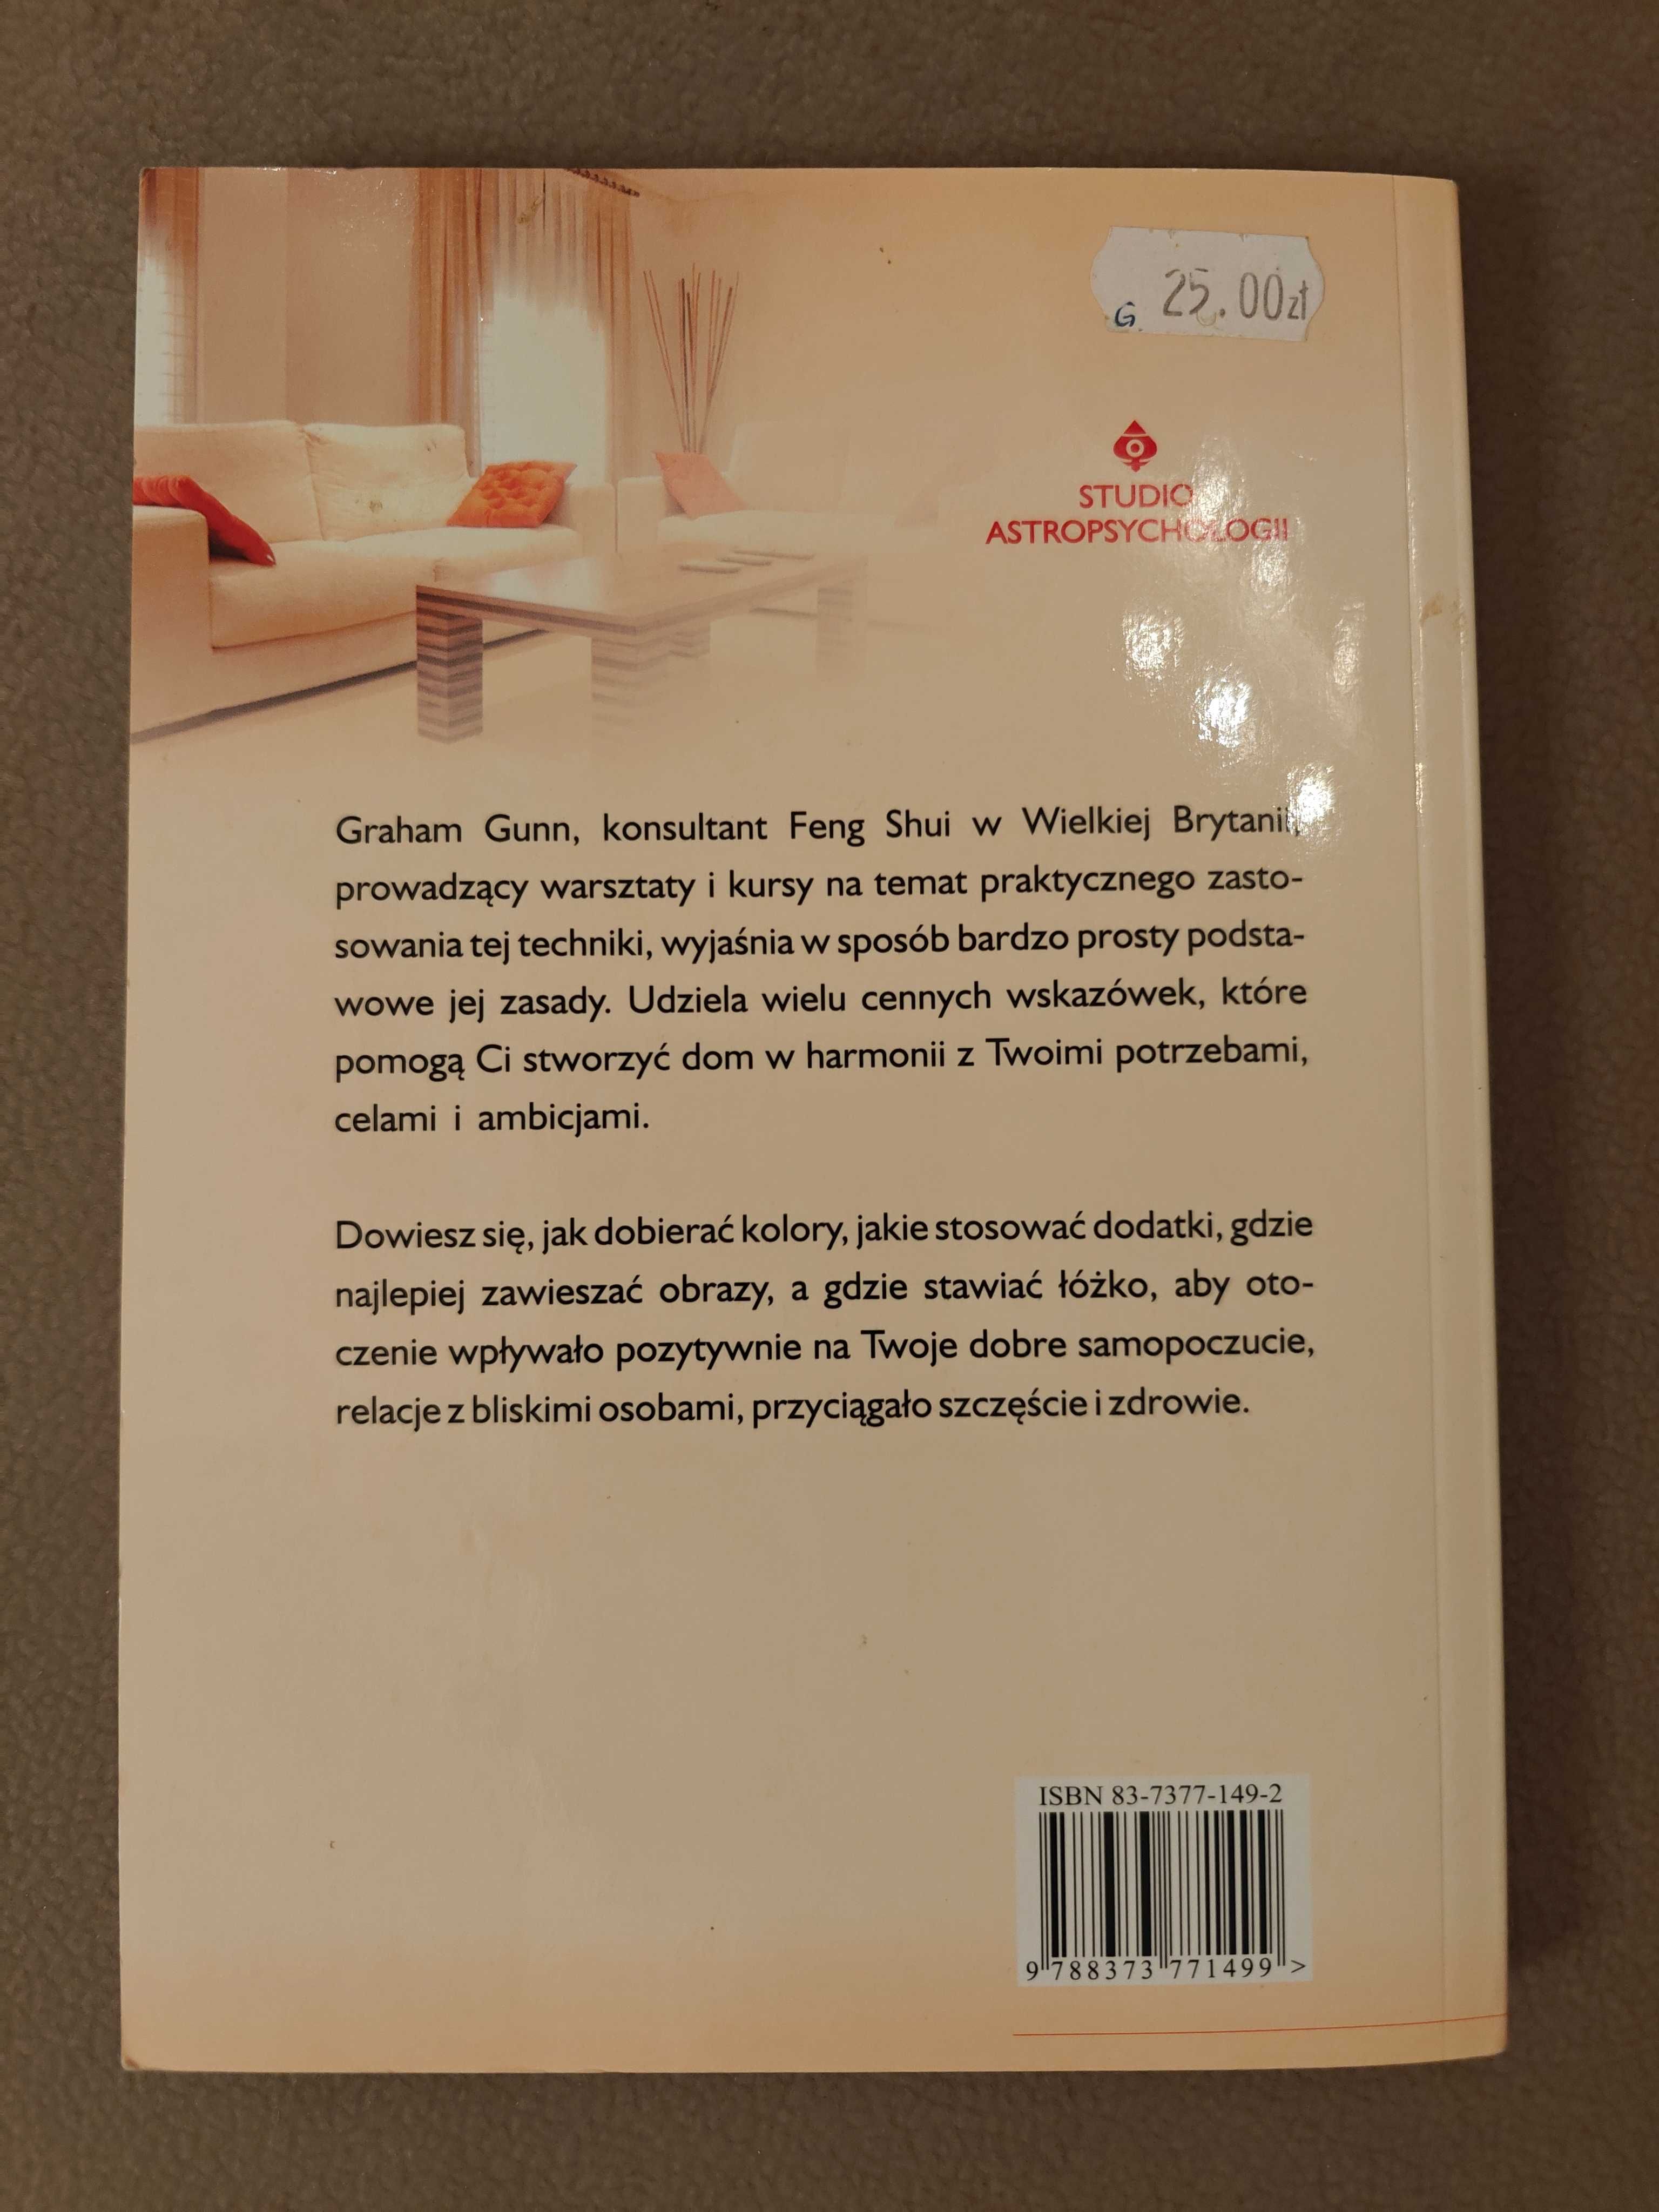 G 25.00zł
STUDIO
ASTROPSYCHOLOGII
Graham Gunn, konsultant Feng Shui w Wielkiej Brytanii,
prowadzący warsztaty i kursy na temat praktycznego zasto-
sowania tej techniki, wyjaśnia w sposób bardzo prosty podsta-
wowe jej zasady. Udziela wielu cennych wskazówek, które
pomogą Ci stworzyć dom w harmonii z Twoimi potrzebami,
celami i ambicjami.
Dowiesz się, jak dobierać kolory, jakie stosować dodatki, gdzie
najlepiej zawieszać obrazy, a gdzie stawiać łóżko, aby oto-
czenie wpływało pozytywnie na Twoje dobre samopoczucie,
relacje z bliskimi osobami, przyciągało szczęście i zdrowie.
ISBN 83-7377-149-2
9 788373 771499 >